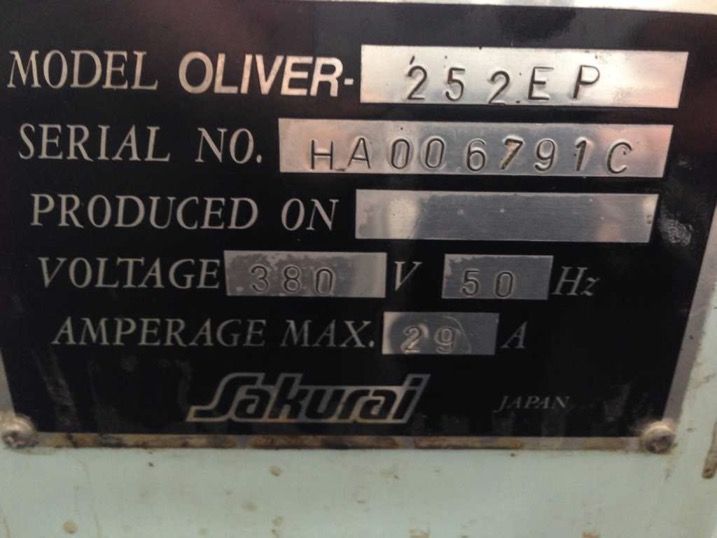 MODEL OLIVER-252EP
SERIAL NO. HA006791C
PRODUCED ON
VOLTAGE 380 V 50 Hz
AMPERAGE MAX. 29 A
Sakurai JAPAN